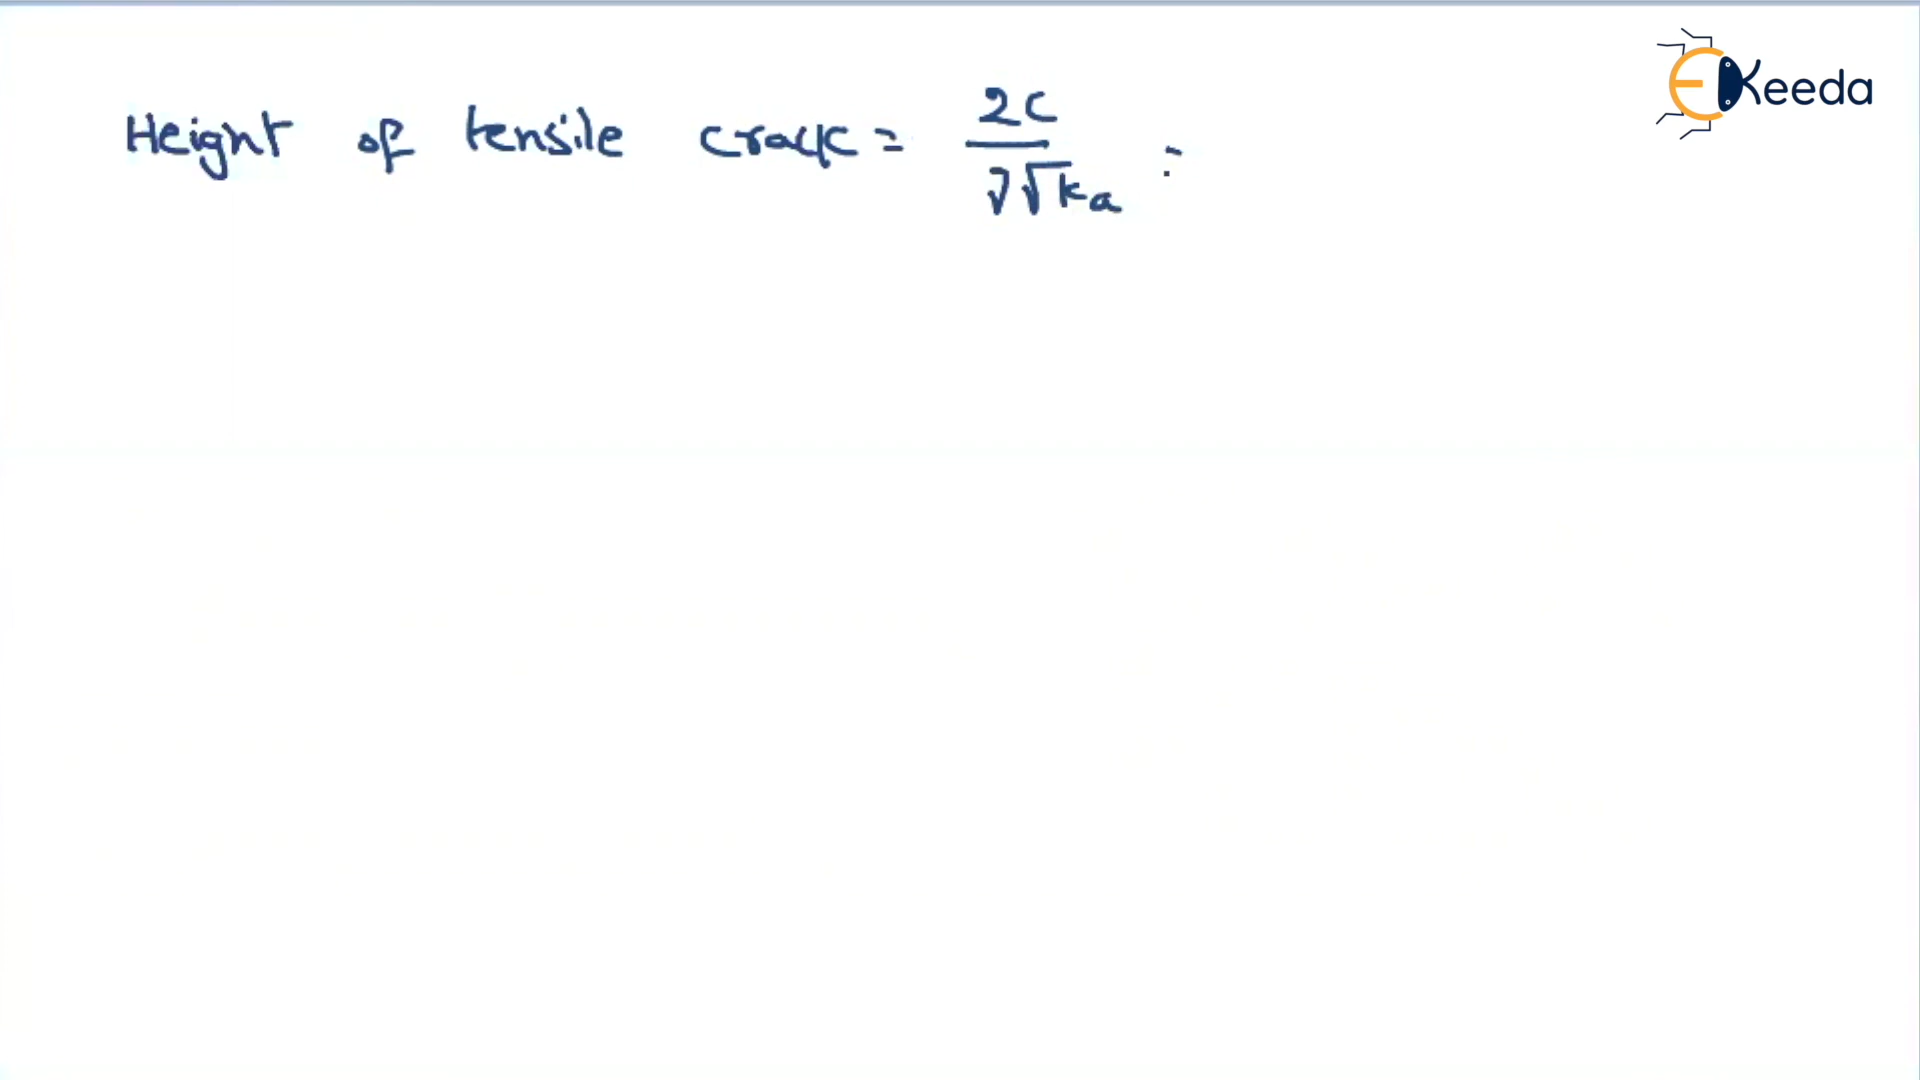 Height of tensile crack = 2C / γ√ka =
EKeeda